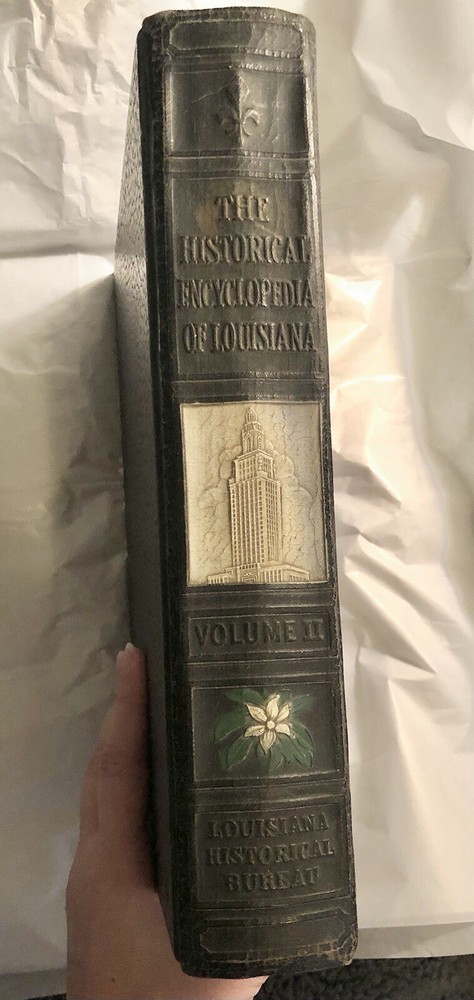 THE
HISTORICAL
ENCYCLOPEDIA
OF LOUISIANA
VOLUME II
LOUISIANA
HISTORICAL
BUREAU